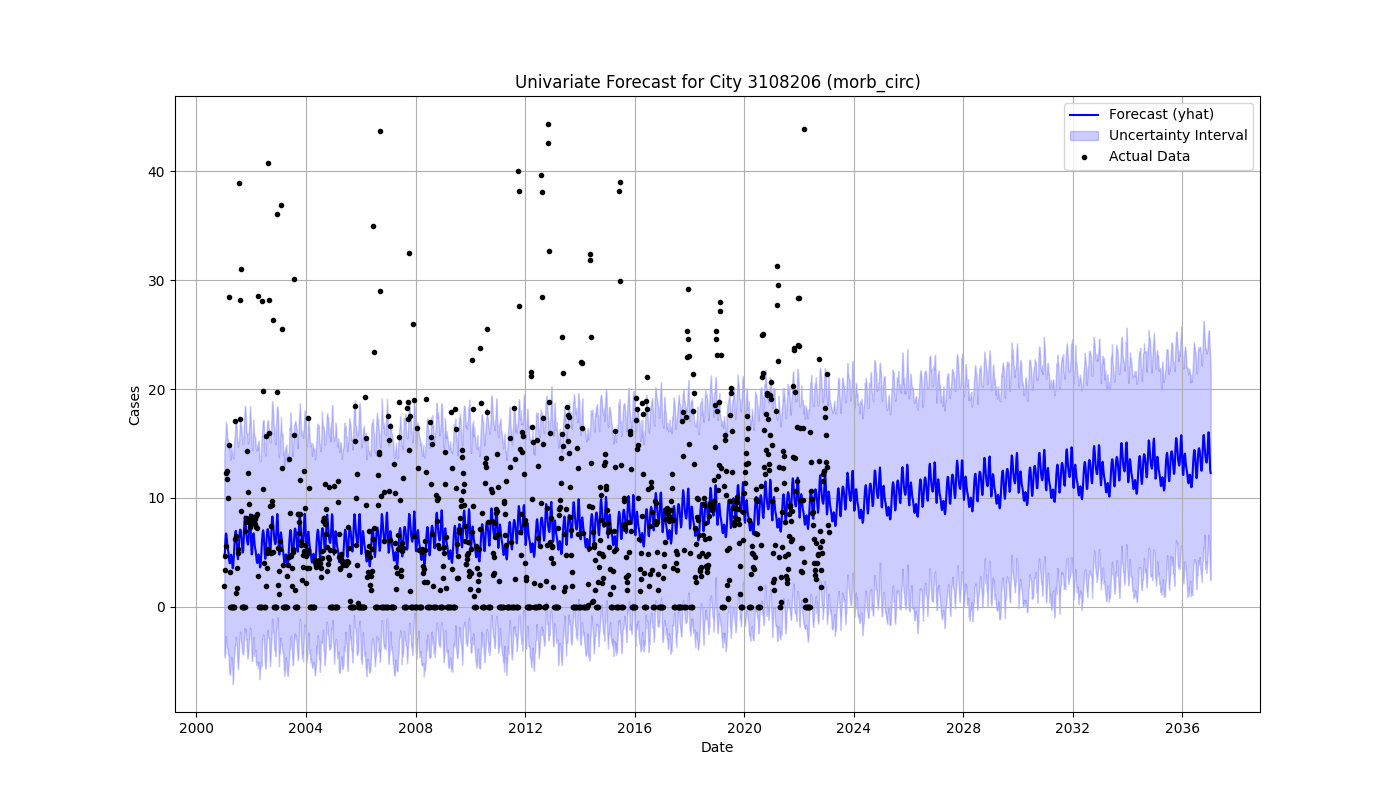 Univariate Forecast for City 3108206 (morb_circ)
Forecast (yhat)
Uncertainty Interval
Actual Data
Cases
40
30
20
10
0
2000 2004 2008 2012 2016 2020 2024 2028 2032 2036
Date